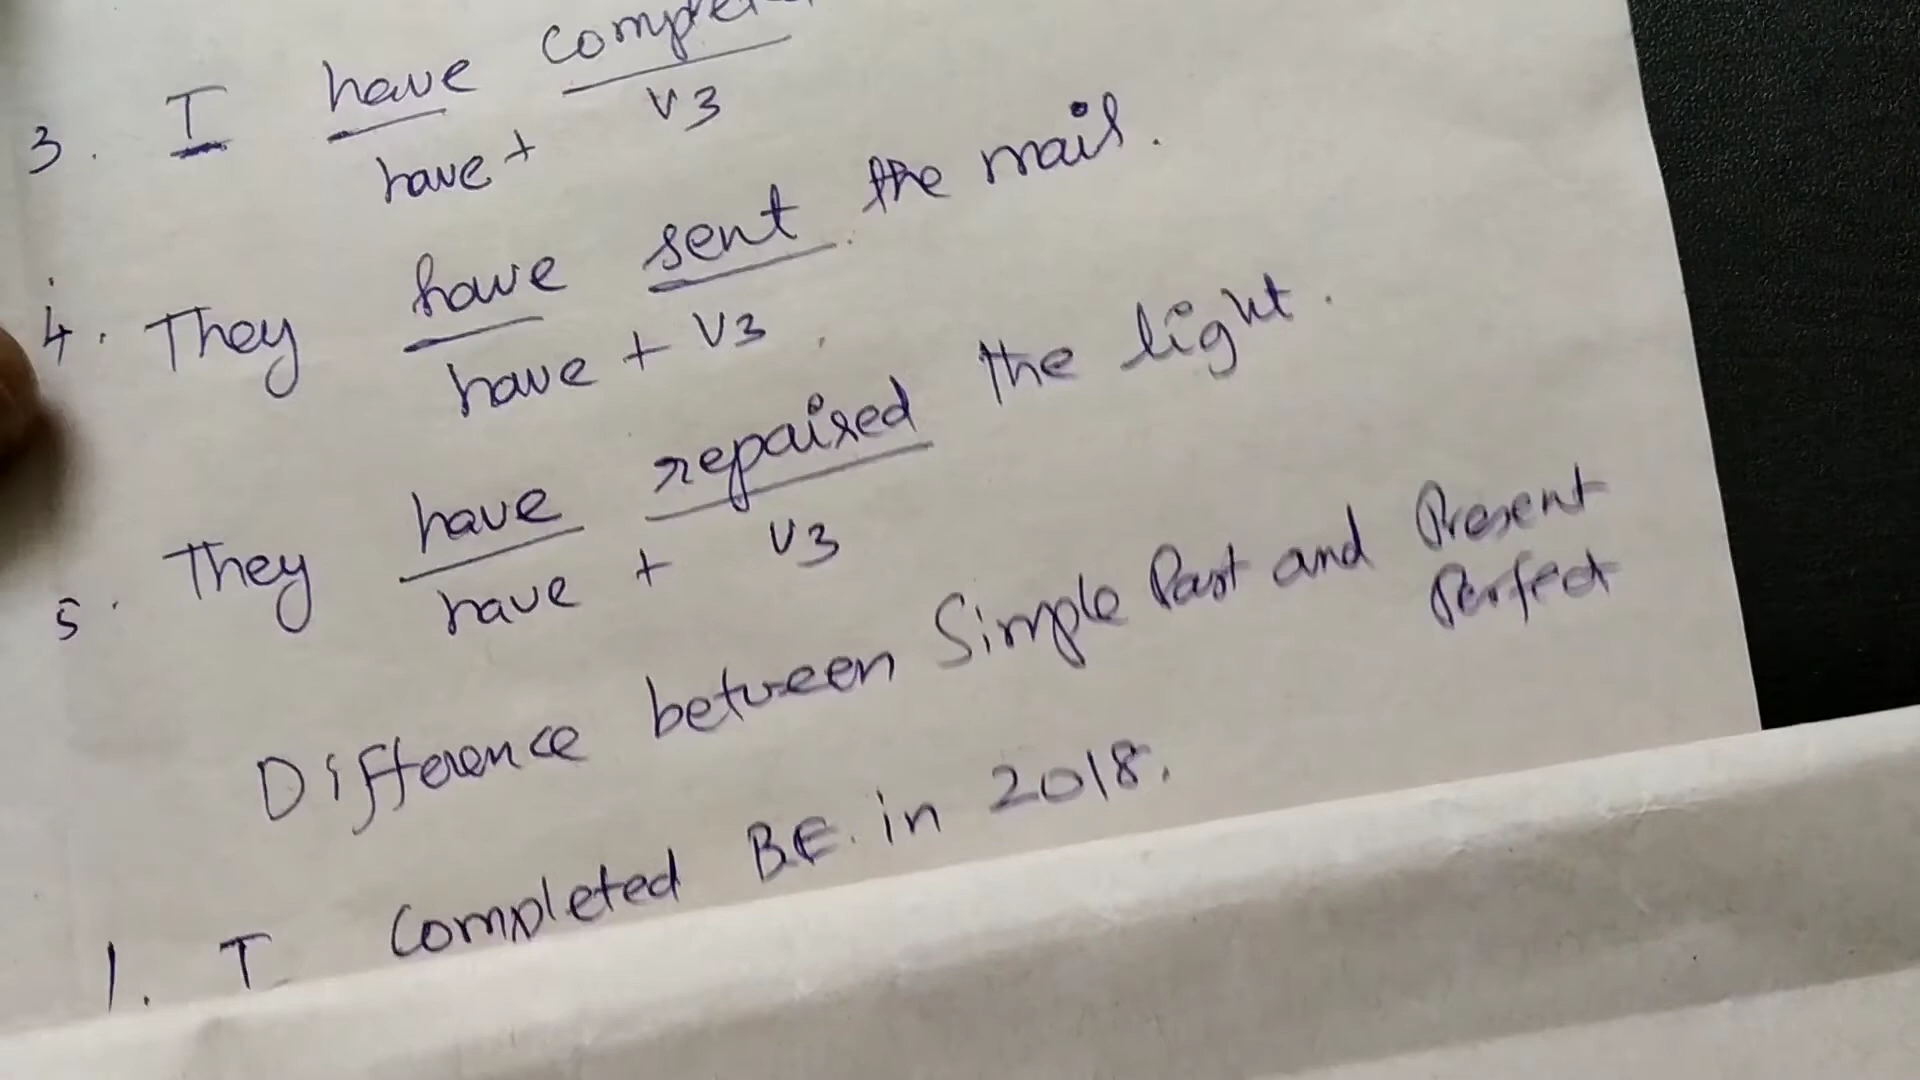 3. I have
have + V3
4. They have sent the mail.
have + V3
5. They have repaired the light.
have + V3
Difference between Simple Past and Present
Perfect
1. I completed BE in 2018.